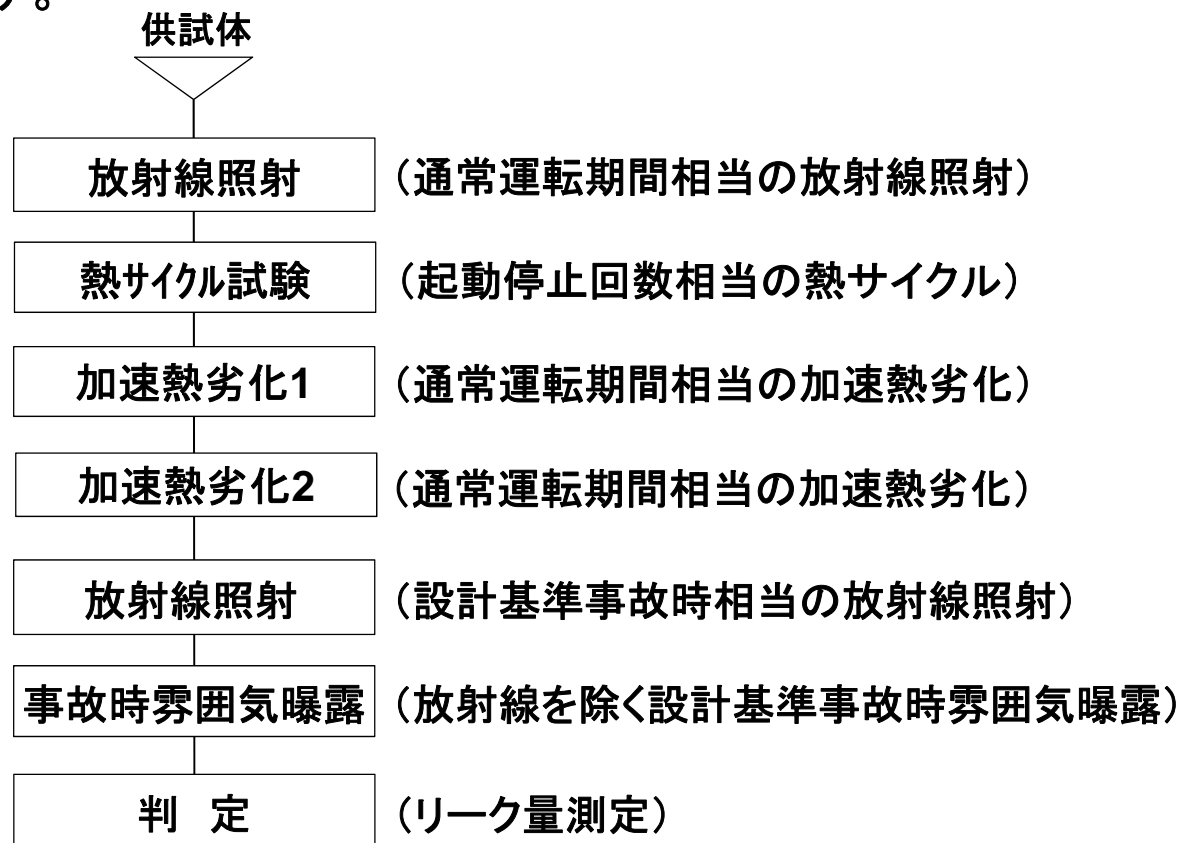 す。
供試体
放射線照射 （通常運転期間相当の放射線照射）
熱ｻｲｸﾙ試験 （起動停止回数相当の熱サイクル）
加速熱劣化1 （通常運転期間相当の加速熱劣化）
加速熱劣化2 （通常運転期間相当の加速熱劣化）
放射線照射 （設計基準事故時相当の放射線照射）
事故時雰囲気曝露 （放射線を除く設計基準事故時雰囲気曝露）
判　定 （リーク量測定）